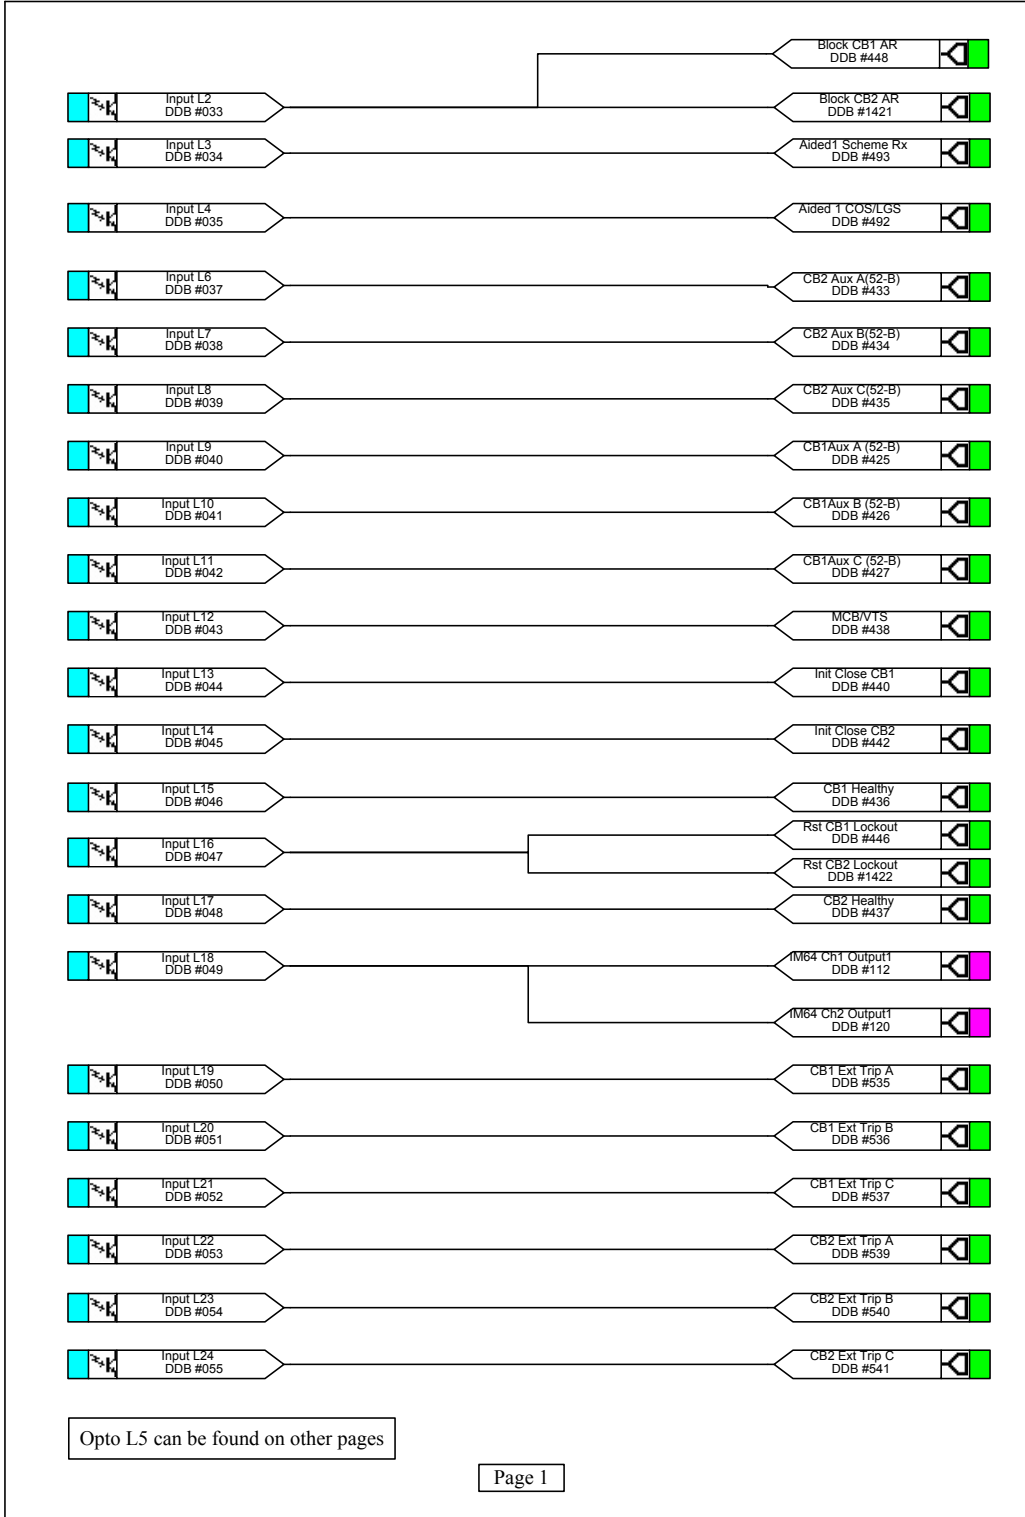 Block CB1 AR
DDB #448
Input L2
DDB #033
Block CB2 AR
DDB #1421
Input L3
DDB #034
Aided1 Scheme Rx
DDB #493
Input L4
DDB #035
Aided 1 COS/LGS
DDB #492
Input L6
DDB #037
CB2 Aux A(52-B)
DDB #433
Input L7
DDB #038
CB2 Aux B(52-B)
DDB #434
Input L8
DDB #039
CB2 Aux C(52-B)
DDB #435
Input L9
DDB #040
CB1Aux A (52-B)
DDB #425
Input L10
DDB #041
CB1Aux B (52-B)
DDB #426
Input L11
DDB #042
CB1Aux C (52-B)
DDB #427
Input L12
DDB #043
MCB/VTS
DDB #438
Input L13
DDB #044
Init Close CB1
DDB #440
Input L14
DDB #045
Init Close CB2
DDB #442
Input L15
DDB #046
CB1 Healthy
DDB #436
Input L16
DDB #047
Rst CB1 Lockout
DDB #446
Rst CB2 Lockout
DDB #1422
Input L17
DDB #048
CB2 Healthy
DDB #437
Input L18
DDB #049
IM64 Ch1 Output1
DDB #112
IM64 Ch2 Output1
DDB #120
Input L19
DDB #050
CB1 Ext Trip A
DDB #535
Input L20
DDB #051
CB1 Ext Trip B
DDB #536
Input L21
DDB #052
CB1 Ext Trip C
DDB #537
Input L22
DDB #053
CB2 Ext Trip A
DDB #539
Input L23
DDB #054
CB2 Ext Trip B
DDB #540
Input L24
DDB #055
CB2 Ext Trip C
DDB #541
Opto L5 can be found on other pages
Page 1